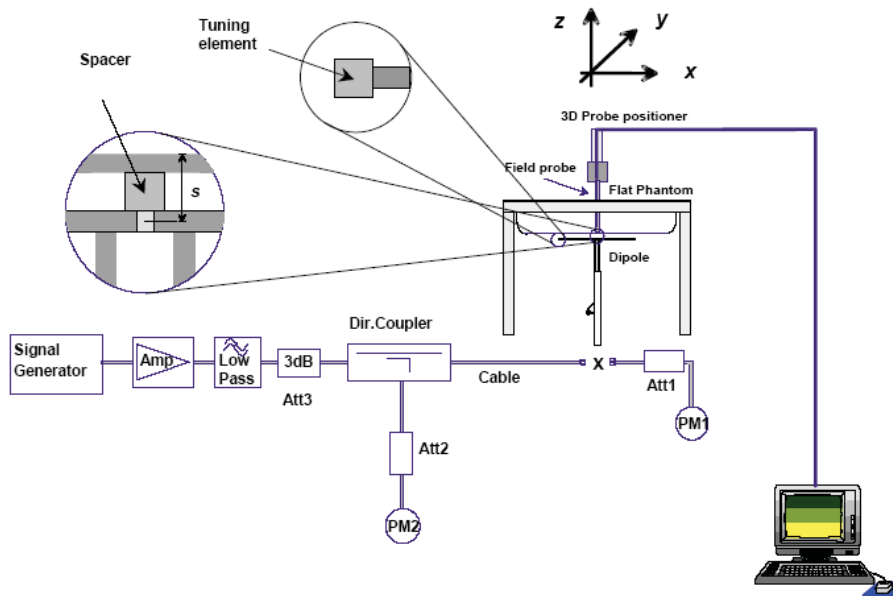 Tuning
element
Spacer
s
z
y
x
3D Probe positioner
Field probe
Flat Phantom
Dipole
Signal
Generator
Amp
Low
Pass
3dB
Att3
Dir.Coupler
Cable
X
Att1
PM1
Att2
PM2